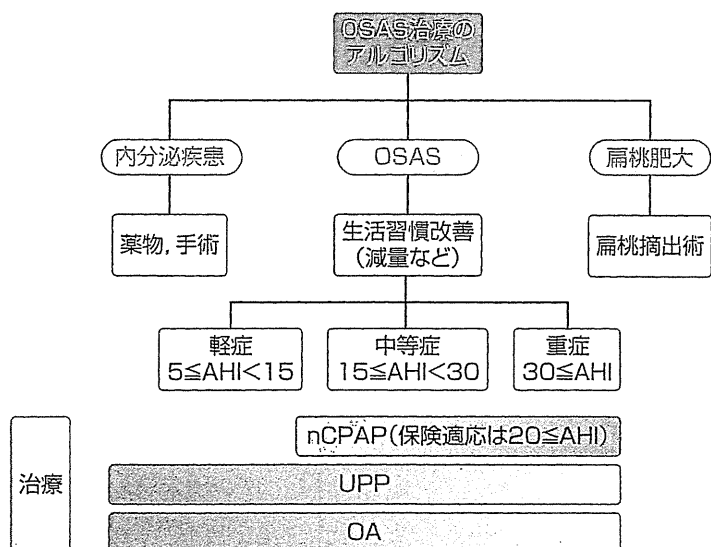 OSAS治療の
アルゴリズム
内分泌疾患
OSAS
扁桃肥大
薬物，手術
生活習慣改善
（減量など）
扁桃摘出術
軽症
5≦AHI<15
中等症
15≦AHI<30
重症
30≦AHI
治療
nCPAP（保険適応は20≦AHI）
UPP
OA